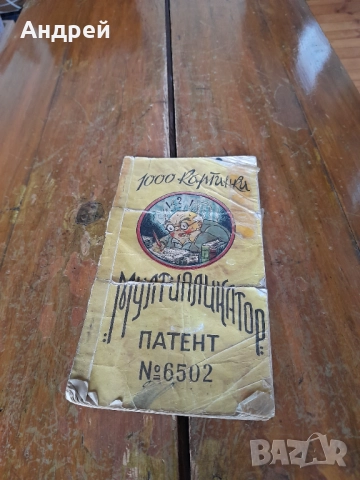 Андрей
1000 Картинки
МУЛТИПЛИКАТОР
ПАТЕНТ
№6502
BAZAR